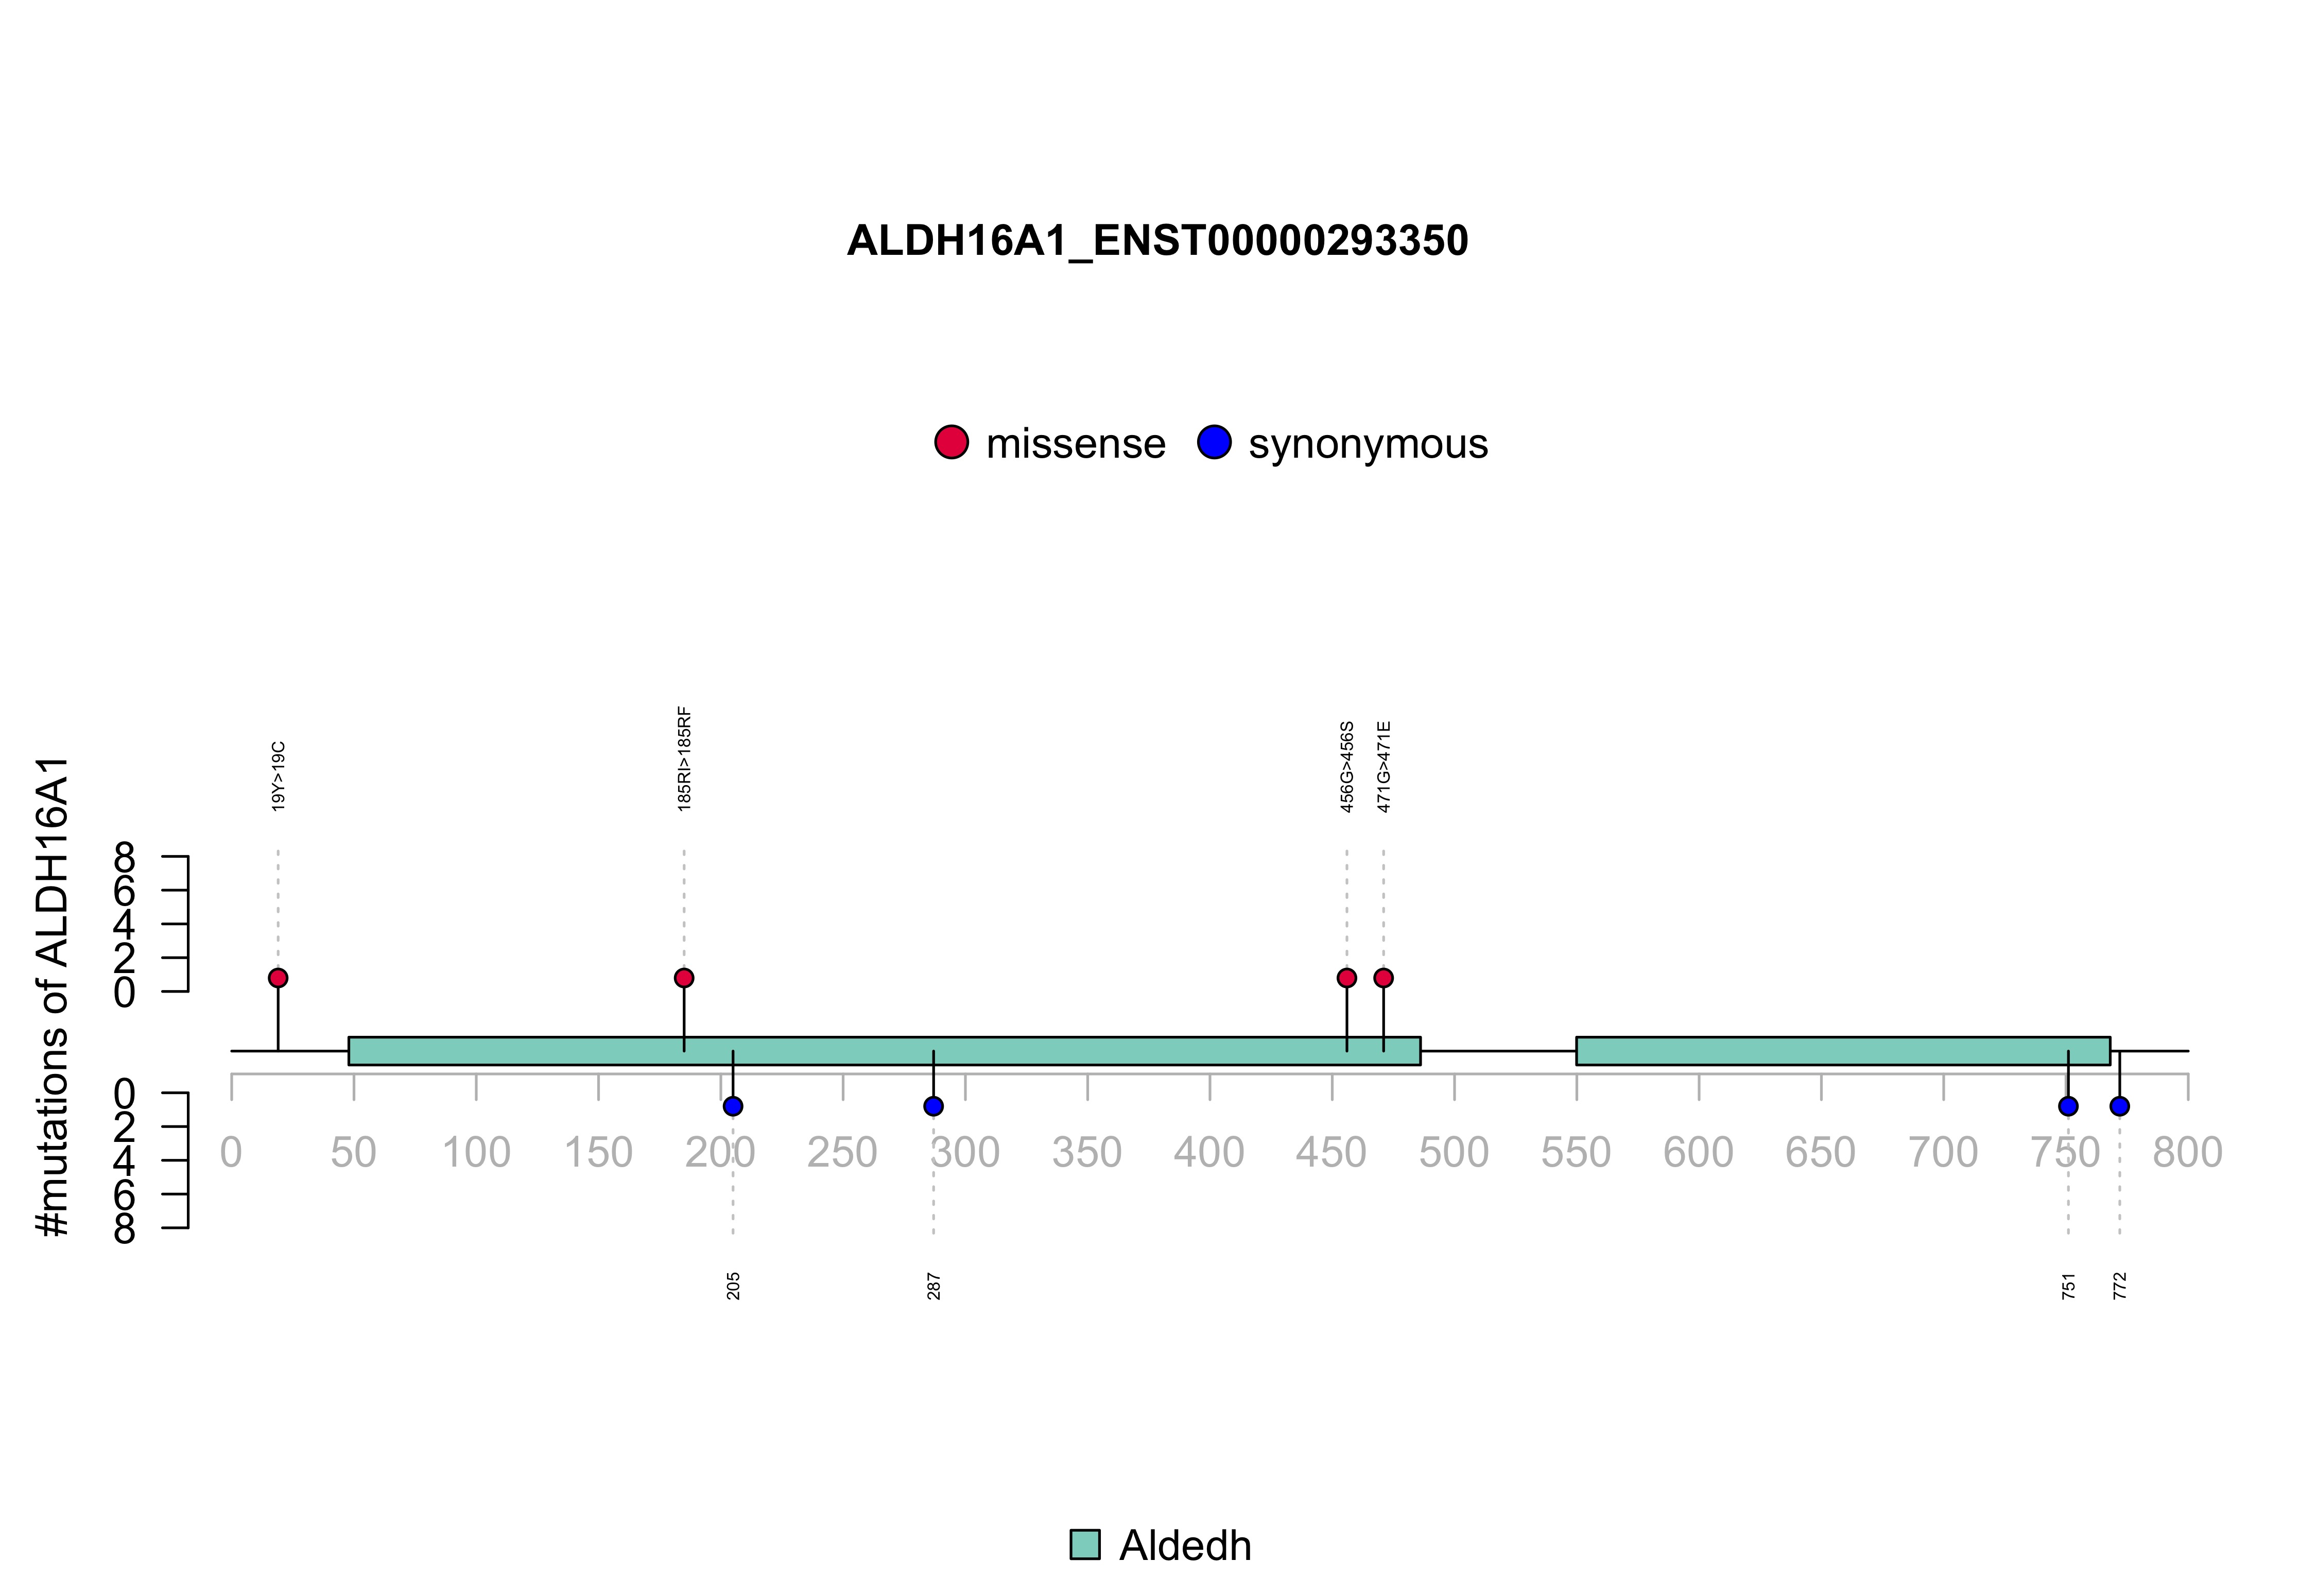 ALDH16A1_ENST00000293350
missense synonymous
19Y>19C
185RI>185RF
456G>456S
471G>471E
#mutations of ALDH16A1
8
6
4
2
0
0
2
4
6
8
0 50 100 150 200 250 300 350 400 450 500 550 600 650 700 750 800
205
287
751
772
Aldedh